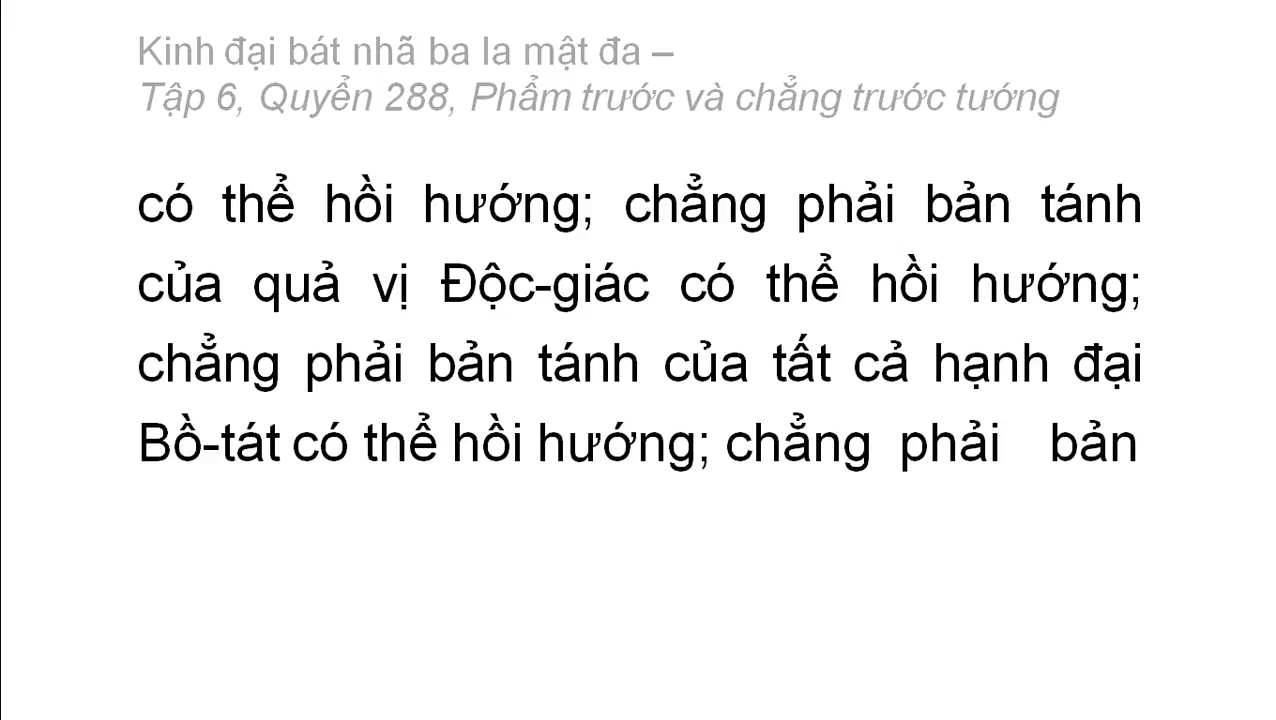 Kinh đại bát nhã ba la mật đa –
Tập 6, Quyển 288, Phẩm trước và chẳng trước tướng
có thể hồi hướng; chẳng phải bản tánh
của quả vị Độc-giác có thể hồi hướng;
chẳng phải bản tánh của tất cả hạnh đại
Bồ-tát có thể hồi hướng; chẳng phải bản